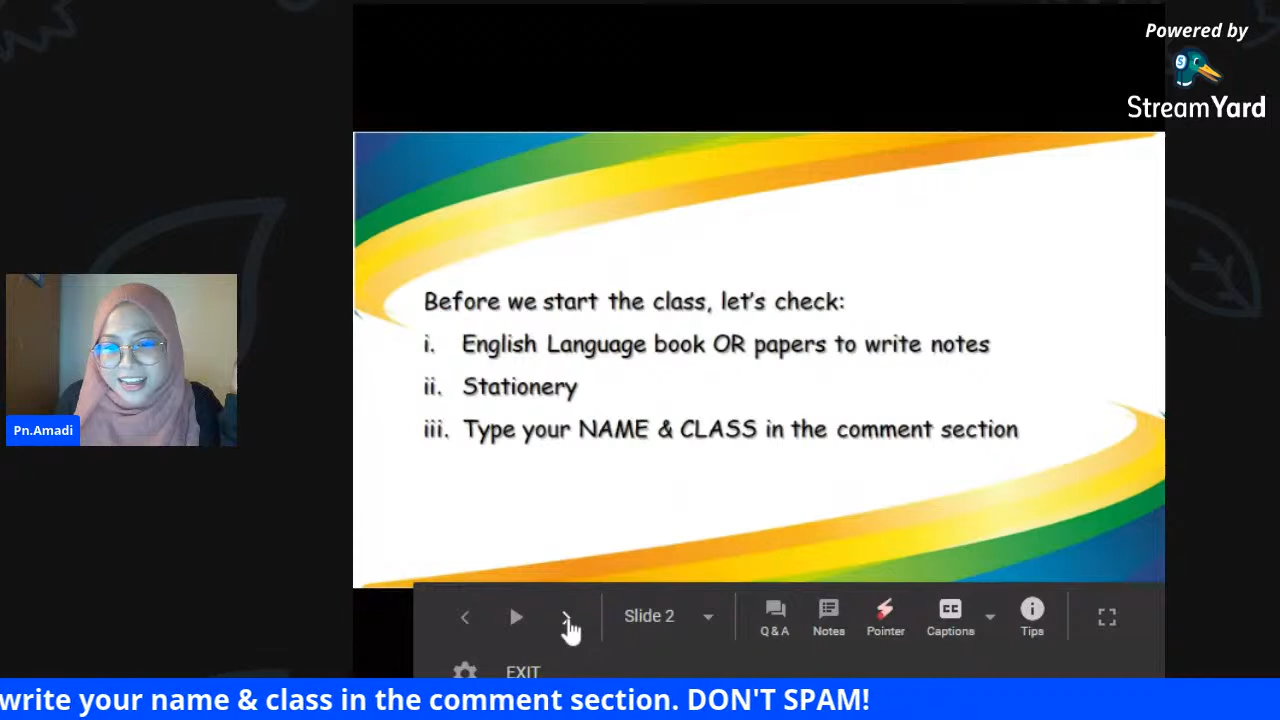 Powered by
StreamYard
Before we start the class, let's check:
i. English Language book OR papers to write notes
ii. Stationery
iii. Type your NAME & CLASS in the comment section
Pn.Amadi
Slide 2
CC
Q & A Notes Pointer Captions Tips
EXIT
write your name & class in the comment section. DON'T SPAM!